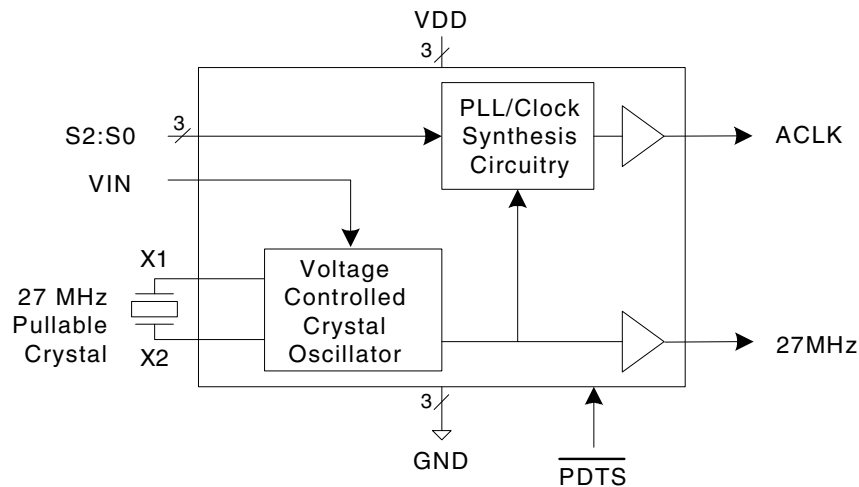 VDD
3
S2:S0
3
PLL/Clock
Synthesis
Circuitry
ACLK
VIN
X1
27 MHz
Pullable
Crystal
X2
Voltage
Controlled
Crystal
Oscillator
27MHz
3
GND
PDTS